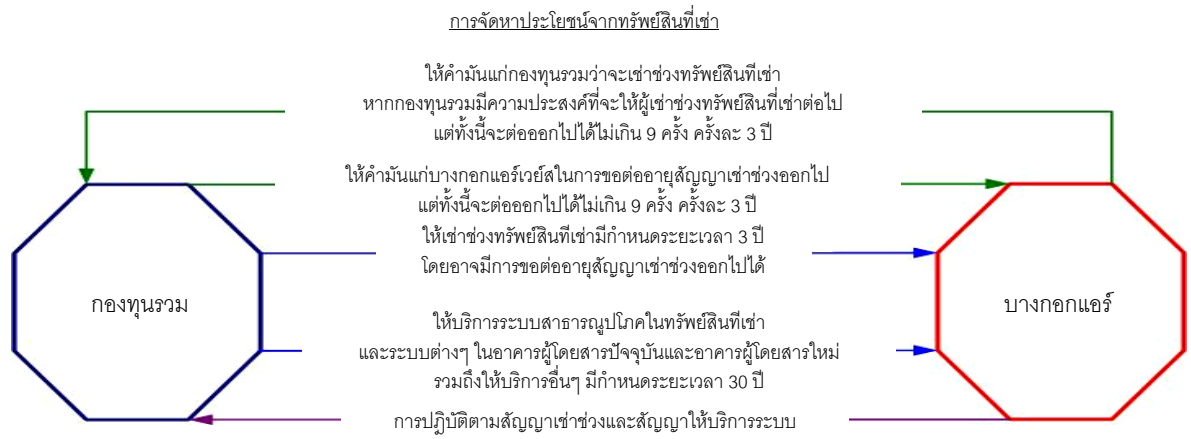 การจัดหาประโยชน์จากทรัพย์สินที่เช่า
ให้คำมันแก่กองทุนรวมว่าจะเช่าช่วงทรัพย์สินทีเช่า
หากกองทุนรวมมีความประสงค์ที่จะให้ผู้เช่าช่วงทรัพย์สินที่เช่าต่อไป
แต่ทั้งนี้จะต่อออกไปได้ไม่เกิน 9 ครั้ง ครั้งละ 3 ปี
ให้คำมันแก่บางกอกแอร์เวย์สในการขอต่ออายุสัญญาเช่าช่วงออกไป
แต่ทั้งนี้จะต่อออกไปได้ไม่เกิน 9 ครั้ง ครั้งละ 3 ปี
ให้เช่าช่วงทรัพย์สินทีเช่ามีกำหนดระยะเวลา 3 ปี
โดยอาจมีการขอต่ออายุสัญญาเช่าช่วงออกไปได้
กองทุนรวม
บางกอกแอร์
ให้บริการระบบสาธารณูปโภคในทรัพย์สินทีเช่า
และระบบต่างๆ ในอาคารผู้โดยสารปัจจุบันและอาคารผู้โดยสารใหม่
รวมถึงให้บริการอื่นๆ มีกำหนดระยะเวลา 30 ปี
การปฏิบัติตามสัญญาเช่าช่วงและสัญญาให้บริการระบบ